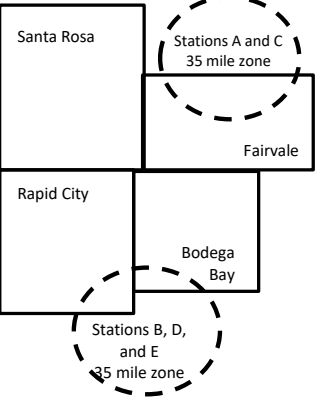 Santa Rosa
Stations A and C
35 mile zone
Fairvale
Rapid City
Bodega
Bay
Stations B, D,
and E
35 mile zone